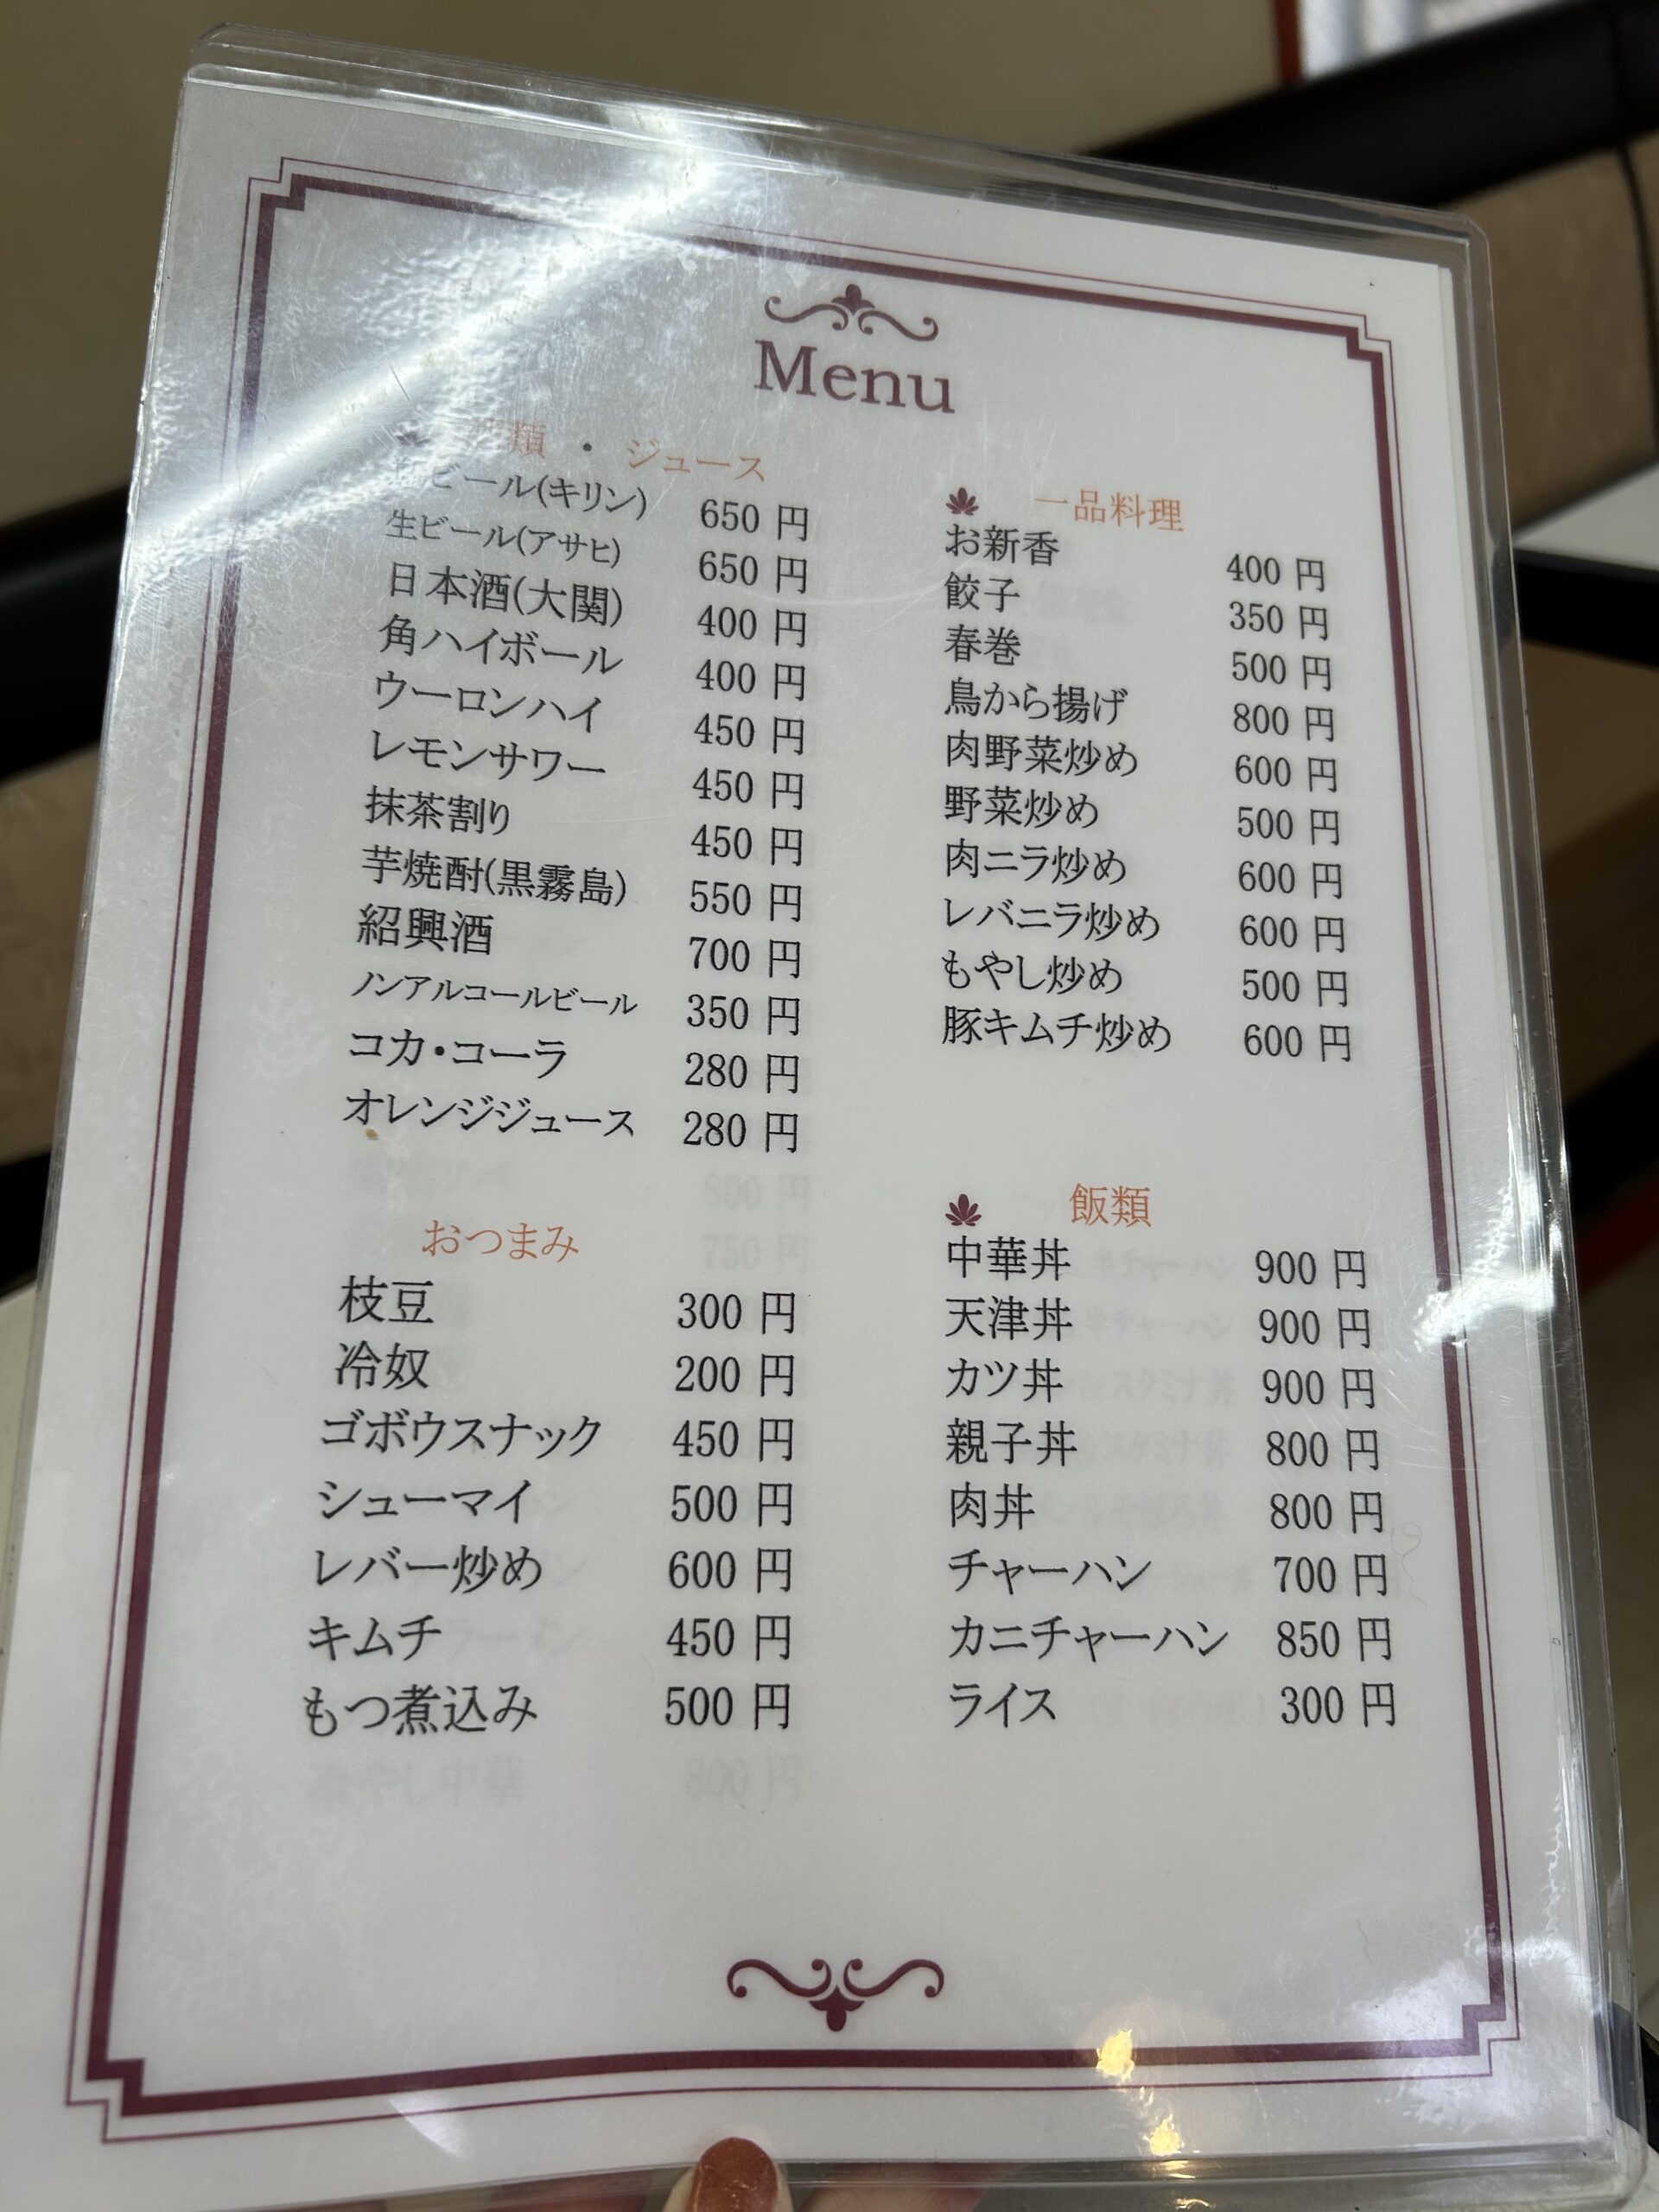 Menu
類 ・ ジュース
ビール(キリン) 650 円
生ビール(アサヒ) 650 円
日本酒(大関) 400 円
角ハイボール 400 円
ウーロンハイ 450 円
レモンサワー 450 円
抹茶割り 450 円
芋焼酎(黒霧島) 550 円
紹興酒 700 円
ノンアルコールビール 350 円
コカ・コーラ 280 円
オレンジジュース 280 円
おつまみ
枝豆 300 円
冷奴 200 円
ゴボウスナック 450 円
シューマイ 500 円
レバー炒め 600 円
キムチ 450 円
もつ煮込み 500 円
一品料理
お新香 400 円
餃子 350 円
春巻 500 円
鳥から揚げ 800 円
肉野菜炒め 600 円
野菜炒め 500 円
肉ニラ炒め 600 円
レバニラ炒め 600 円
もやし炒め 500 円
豚キムチ炒め 600 円
飯類
中華丼 900 円
天津丼 900 円
カツ丼 900 円
親子丼 800 円
肉丼 800 円
チャーハン 700 円
カニチャーハン 850 円
ライス 300 円